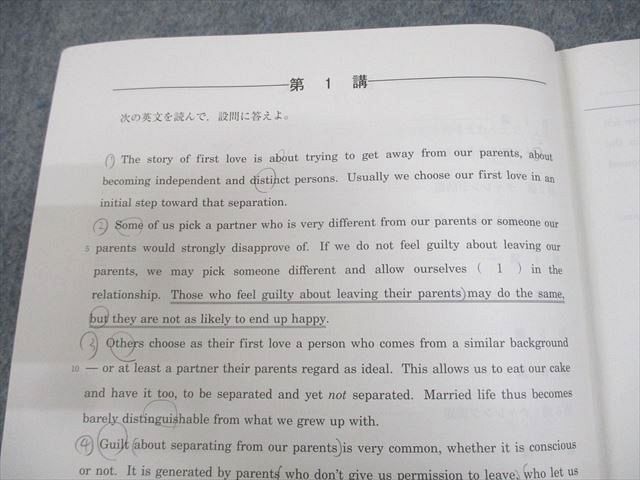 第 1 講
次の英文を読んで，設問に答えよ。
(1) The story of first love is about trying to get away from our parents, about
becoming independent and distinct persons. Usually we choose our first love in an
initial step toward that separation.
(2) Some of us pick a partner who is very different from our parents or someone our
5 parents would strongly disapprove of. If we do not feel guilty about leaving our
parents, we may pick someone different and allow ourselves ( 1 ) in the
relationship. Those who feel guilty about leaving their parents) may do the same,
but they are not as likely to end up happy.
(3) Others choose as their first love a person who comes from a similar background
10 — or at least a partner their parents regard as ideal. This allows us to eat our cake
and have it too, to be separated and yet not separated. Married life thus becomes
barely distinguishable from what we grew up with.
(4) Guilt (about separating from our parents) is very common, whether it is conscious
or not. It is generated by parents( who don't give us permission to leave, (who let us